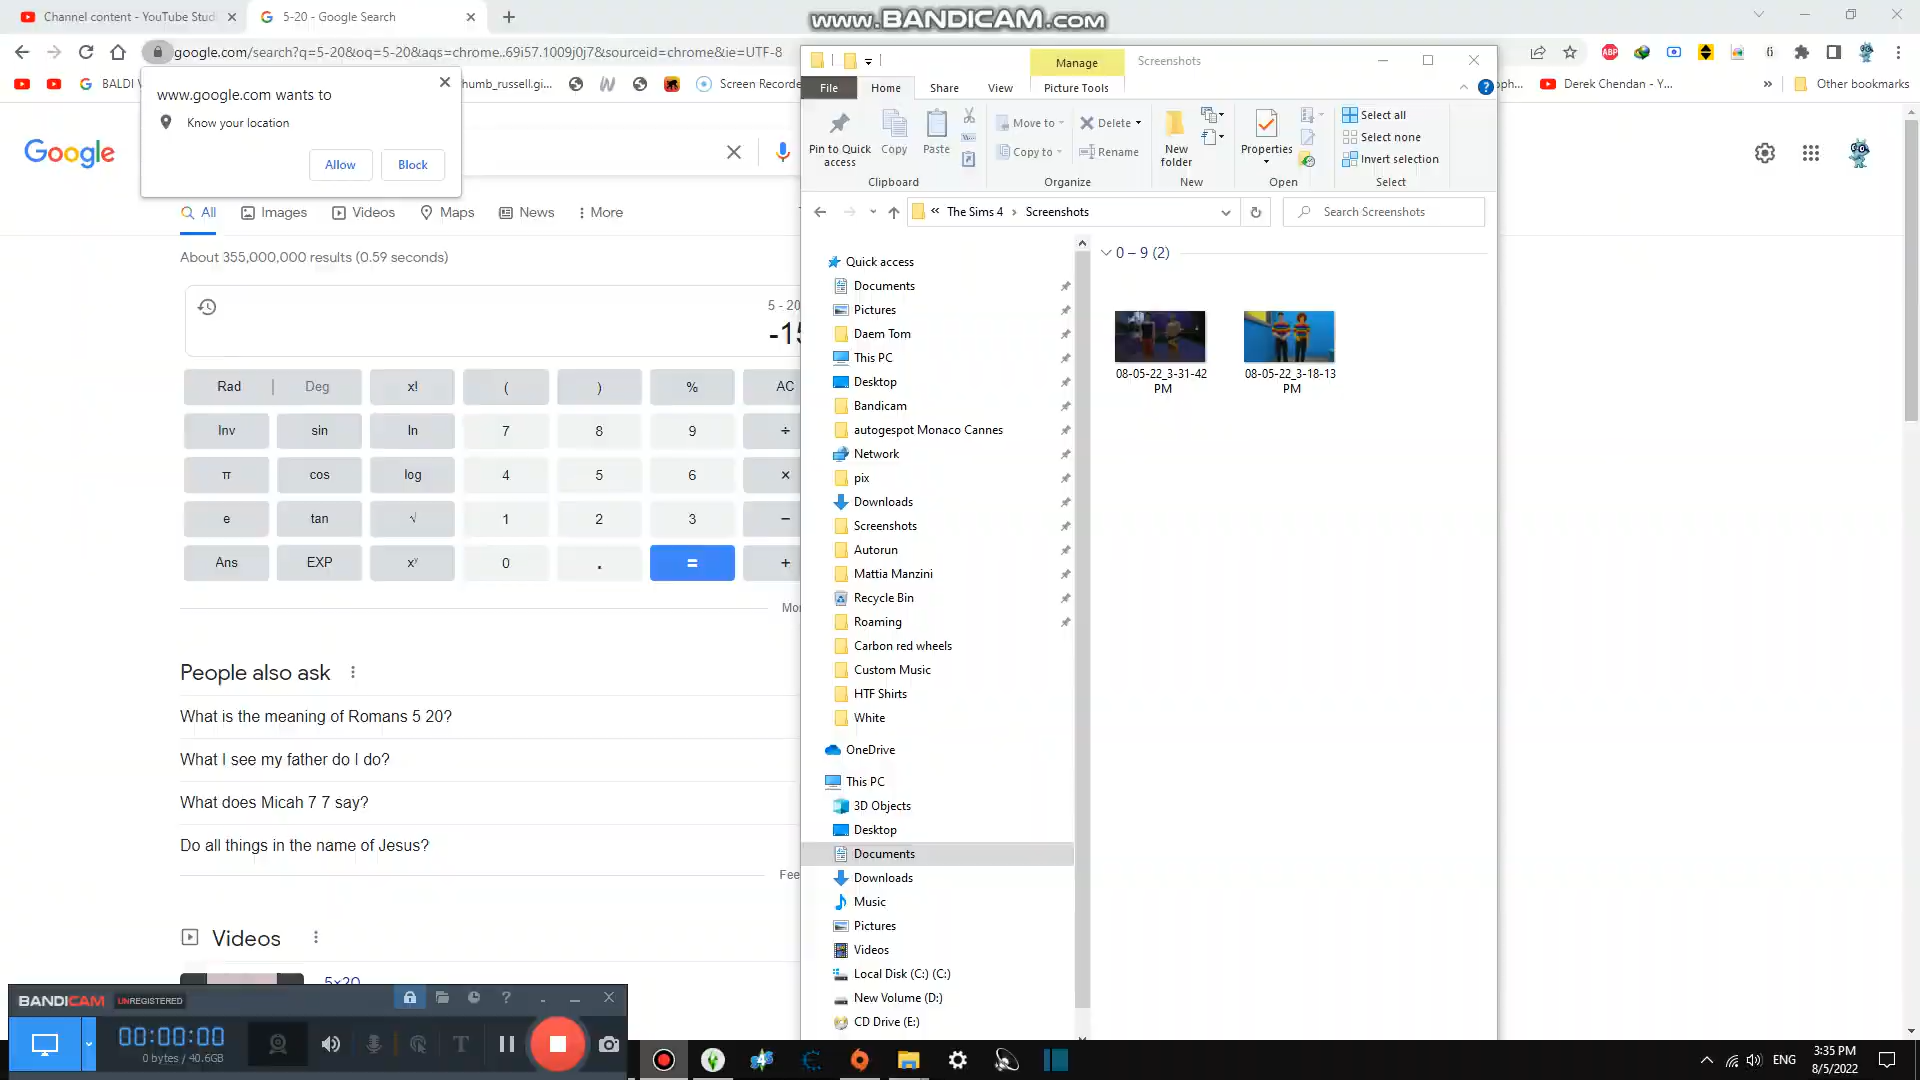 Channel content - YouTube Stud
5-20 - Google Search
www.BANDICAM.com
google.com/search?q=5-20&oq=5-20&aqs=chrome..69i57.1009j0j7&sourceid=chrome&ie=UTF-8
BALDI
humb_russell.gi...
Screen Recorde
Derek Chendan - Y...
»
Other bookmarks
www.google.com wants to
Know your location
Allow
Block
Google
All
Images
Videos
Maps
News
More
About 355,000,000 results (0.59 seconds)
5 - 20
-15
Rad | Deg
x!
(
)
%
AC
Inv
sin
ln
7
8
9
÷
π
cos
log
4
5
6
×
e
tan
√
1
2
3
−
Ans
EXP
xʸ
0
.
=
+
People also ask
What is the meaning of Romans 5 20?
What I see my father do I do?
What does Micah 7 7 say?
Do all things in the name of Jesus?
Videos
5x20
Manage
Screenshots
File
Home
Share
View
Picture Tools
Pin to Quick
access
Copy
Paste
Move to
Copy to
Delete
Rename
New
folder
Properties
Select all
Select none
Invert selection
Clipboard
Organize
New
Open
Select
« The Sims 4 › Screenshots
Search Screenshots
Quick access
Documents
Pictures
Daem Tom
This PC
Desktop
Bandicam
autogespot Monaco Cannes
Network
pix
Downloads
Screenshots
Autorun
Mattia Manzini
Recycle Bin
Roaming
Carbon red wheels
Custom Music
HTF Shirts
White
OneDrive
This PC
3D Objects
Desktop
Documents
Downloads
Music
Pictures
Videos
Local Disk (C:) (C:)
New Volume (D:)
CD Drive (E:)
0 – 9 (2)
08-05-22_3-31-42
PM
08-05-22_3-18-13
PM
BANDICAM UNREGISTERED
00:00:00
0 bytes / 40.6GB
ENG
3:35 PM
8/5/2022